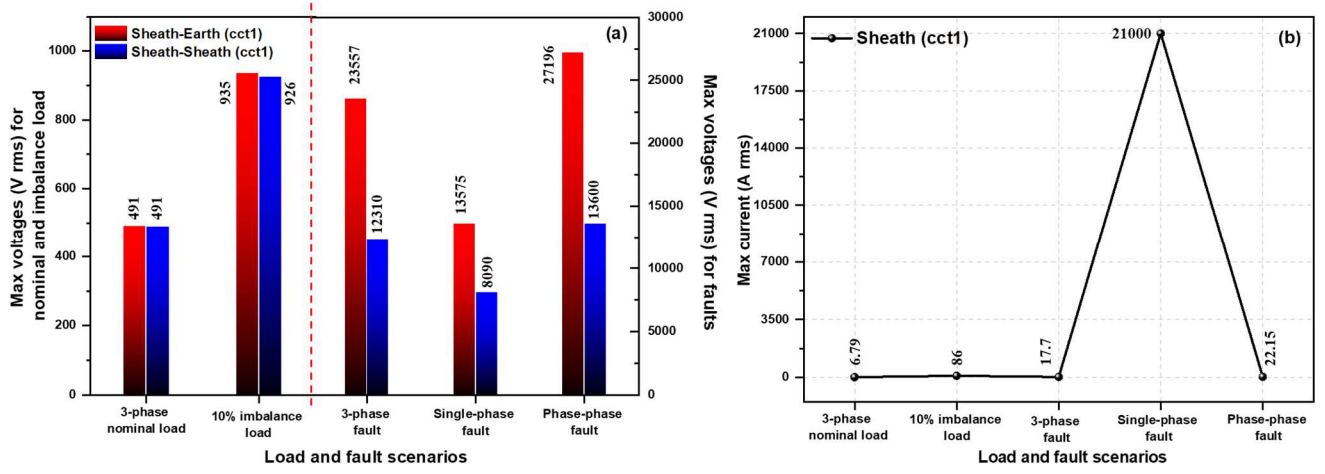 Sheath-Earth (cct1)
Sheath-Sheath (cct1)
(a)
Max voltages (V rms) for
nominal and imbalance load
1000
800
600
400
200
0
491
491
935
926
23557
12310
13575
8090
27196
13600
30000
25000
20000
15000
10000
5000
0
Max voltages (V rms) for
faults
3-phase
nominal load
10% imbalance
load
3-phase
fault
Single-phase
fault
Phase-phase
fault
Load and fault scenarios
Sheath (cct1)
(b)
Max current (A rms)
21000
17500
14000
10500
7000
3500
0
6.79
86
17.7
21000
22.15
3-phase
nominal load
10% imbalance
load
3-phase
fault
Single-phase
fault
Phase-phase
fault
Load and fault scenarios